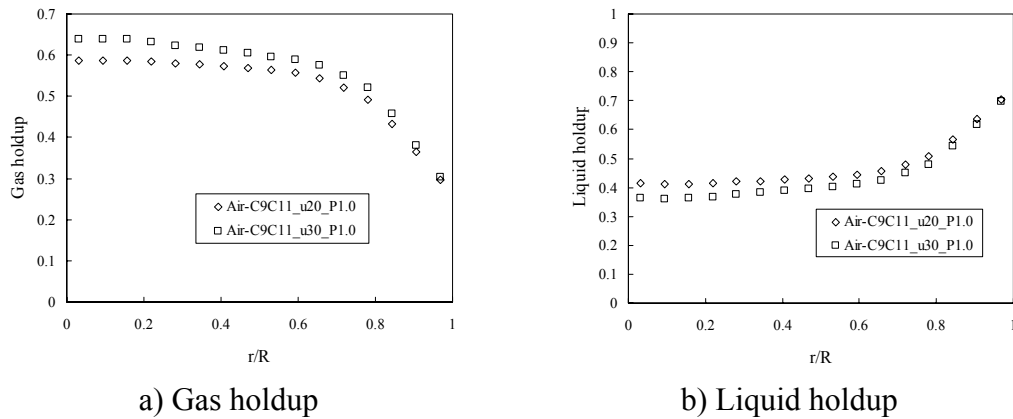 0.7
0.6
0.5
0.4
0.3
0.2
0.1
0
Gas holdup
Air-C9C11_u20_P1.0
Air-C9C11_u30_P1.0
0 0.2 0.4 0.6 0.8 1
r/R
a) Gas holdup
1
0.9
0.8
0.7
0.6
0.5
0.4
0.3
0.2
0.1
0
Liquid holdup
Air-C9C11_u20_P1.0
Air-C9C11_u30_P1.0
0 0.2 0.4 0.6 0.8 1
r/R
b) Liquid holdup